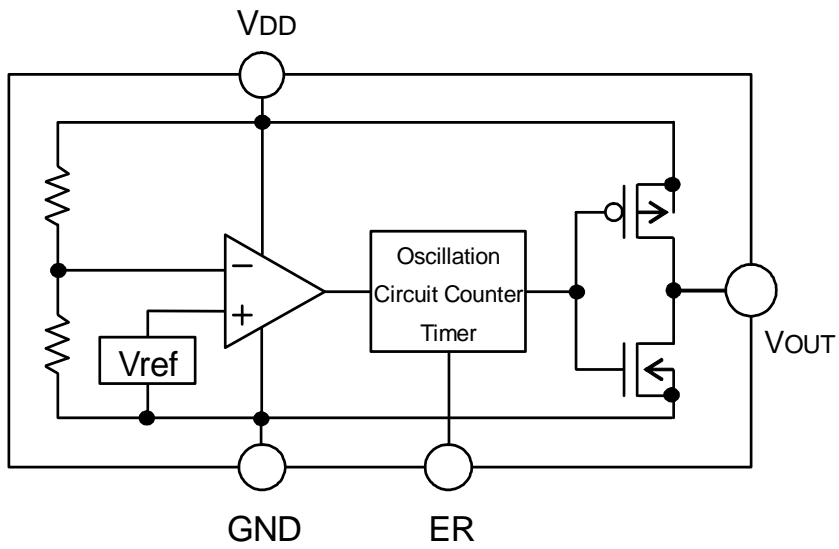 VDD
−
+
Vref
Oscillation
Circuit Counter
Timer
VOUT
GND
ER